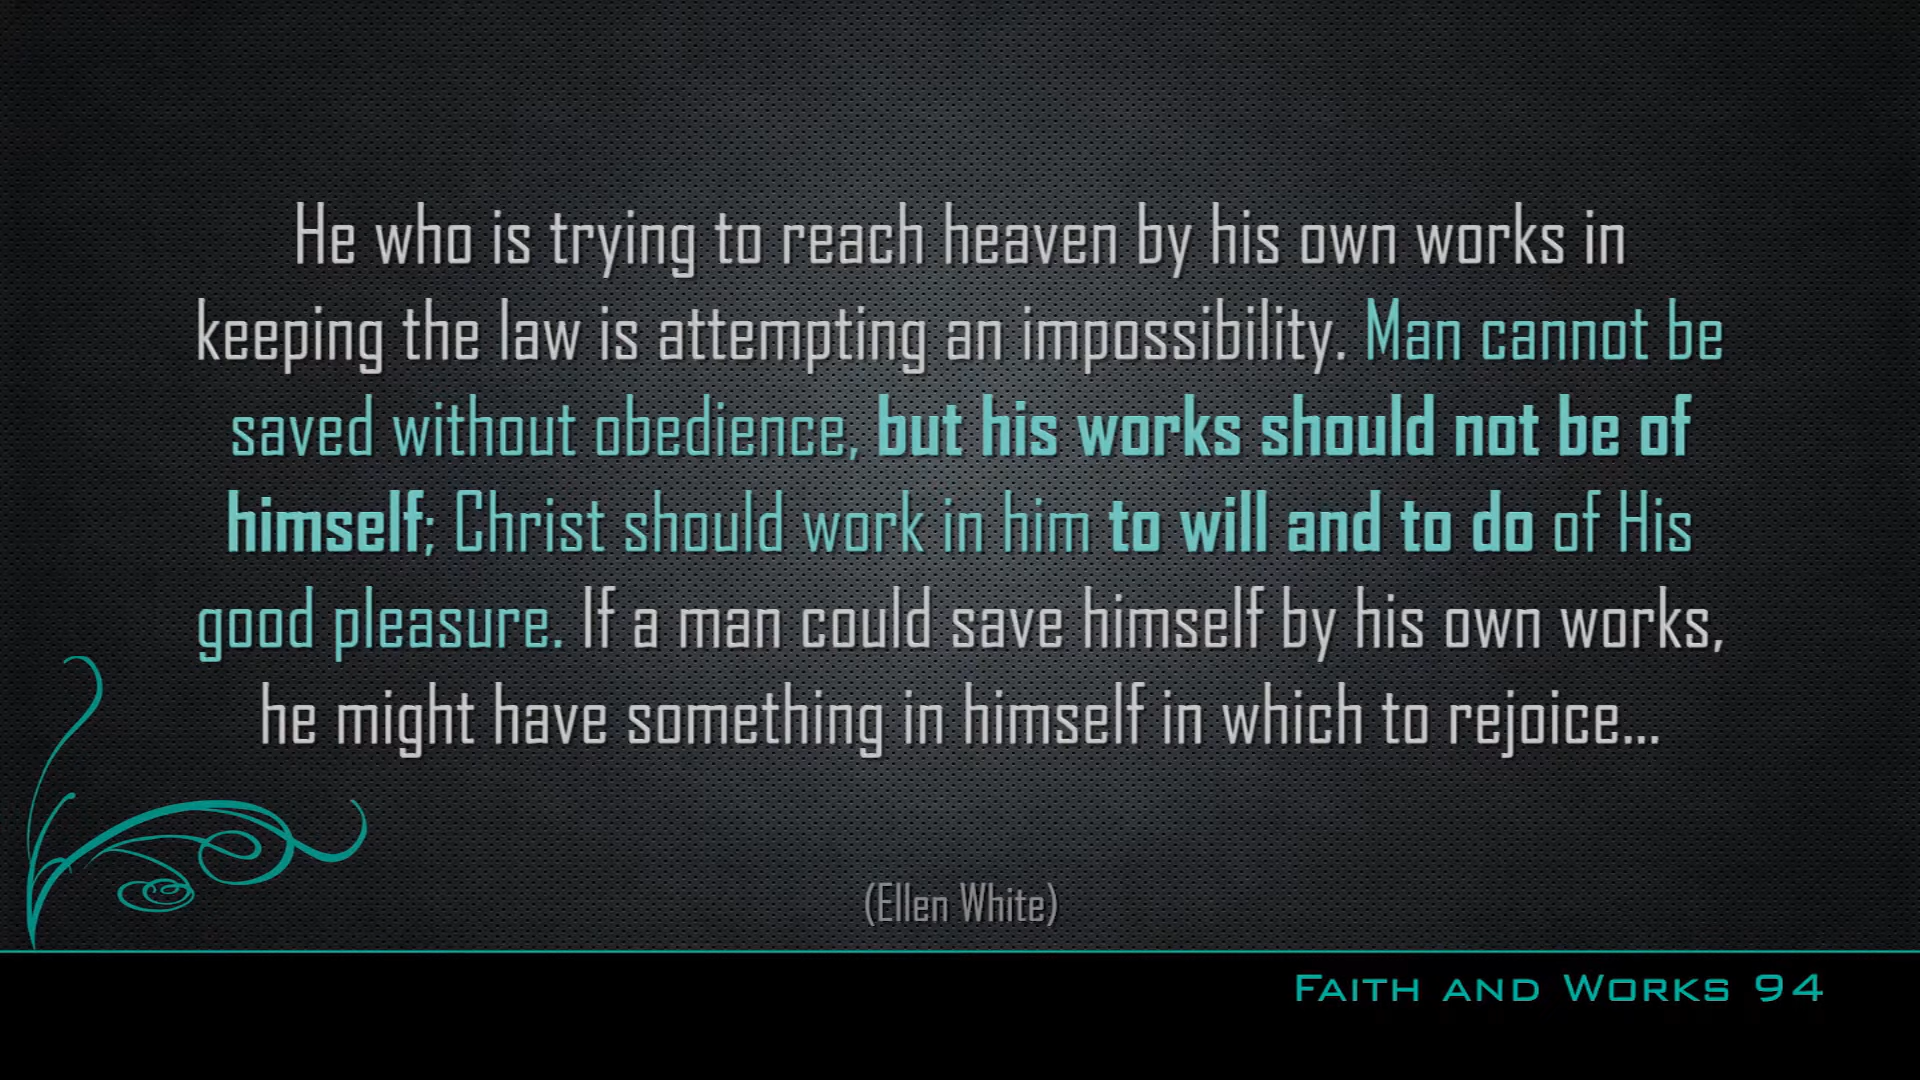 He who is trying to reach heaven by his own works in
keeping the law is attempting an impossibility. Man cannot be
saved without obedience, but his works should not be of
himself; Christ should work in him to will and to do of His
good pleasure. If a man could save himself by his own works,
he might have something in himself in which to rejoice...
(Ellen White)
Faith and Works 94